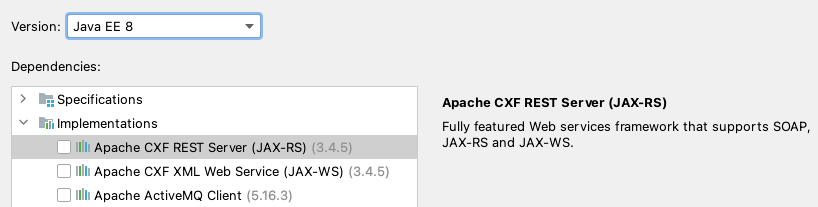 Version: Java EE 8
Dependencies:
Specifications
Implementations
Apache CXF REST Server (JAX-RS) (3.4.5)
Apache CXF XML Web Service (JAX-WS) (3.4.5)
Apache ActiveMQ Client (5.16.3)
Apache CXF REST Server (JAX-RS)
Fully featured Web services framework that supports SOAP,
JAX-RS and JAX-WS.